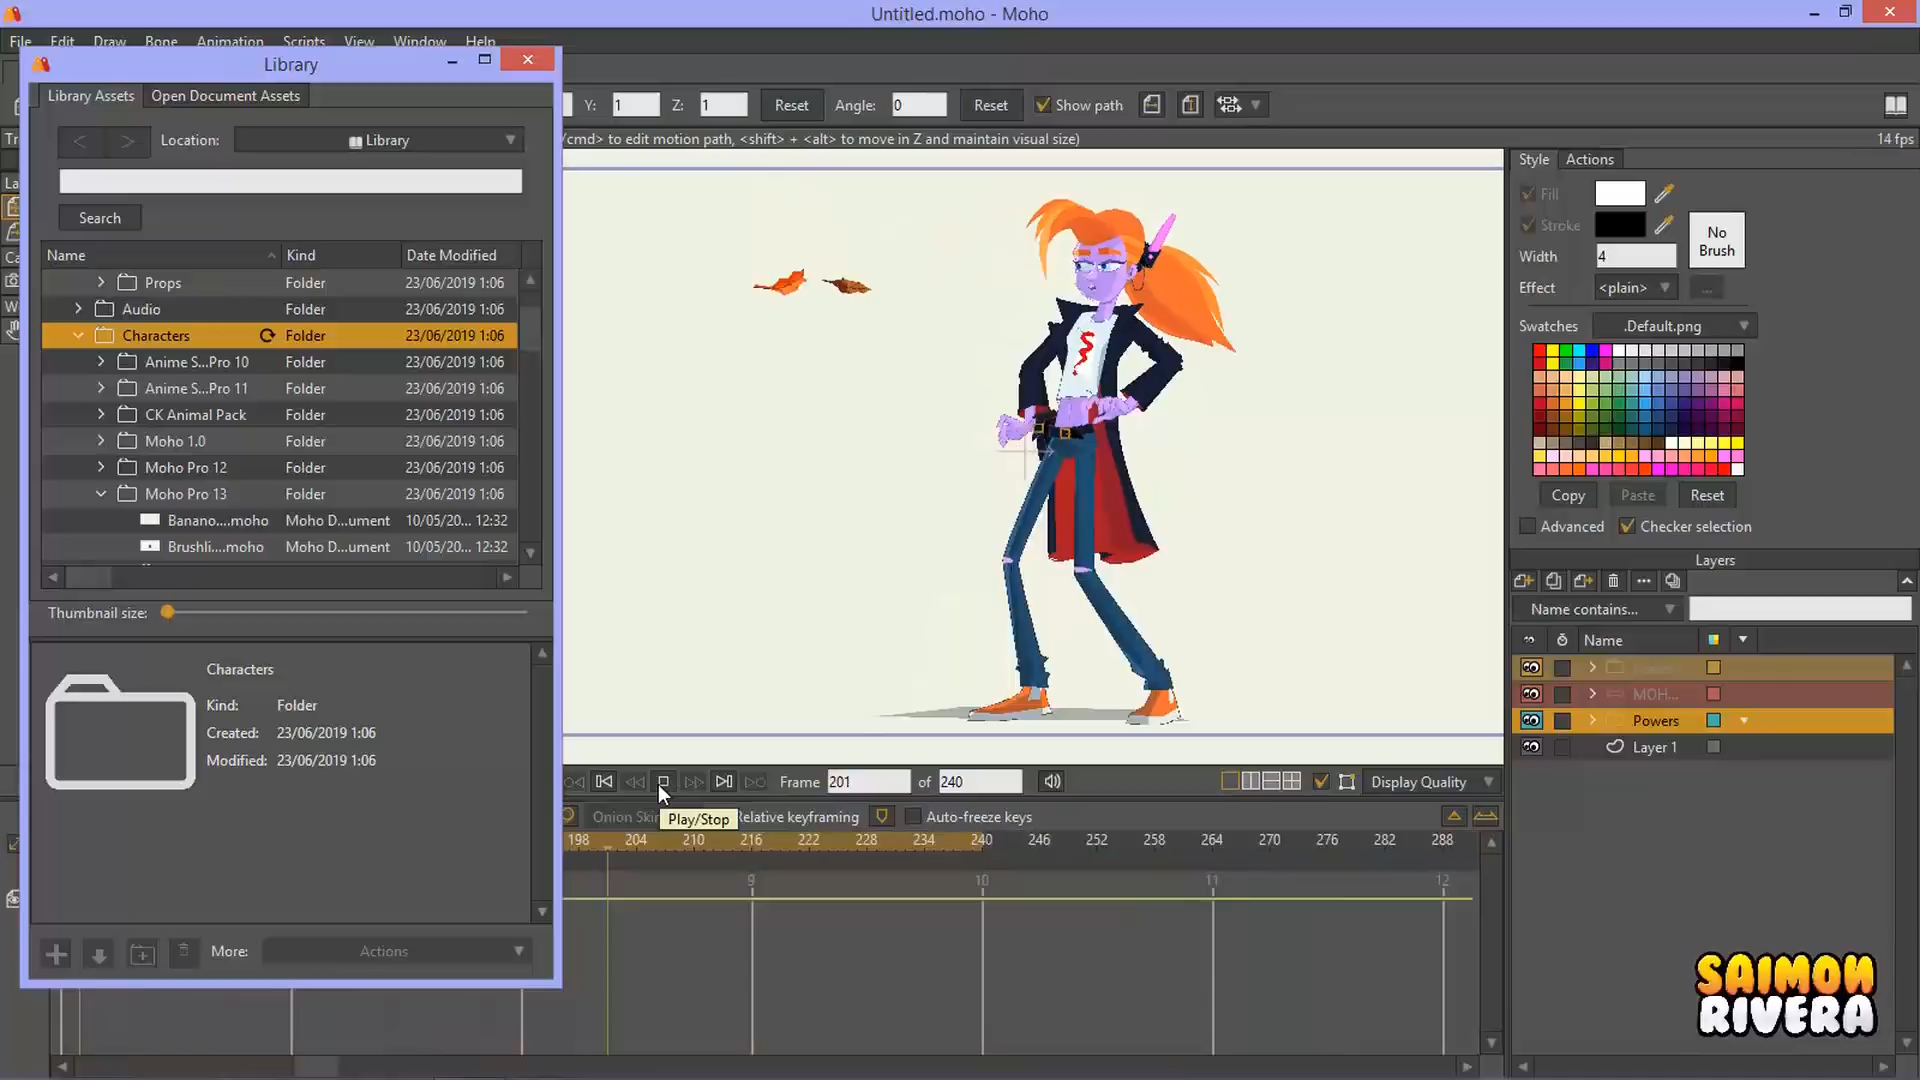 Untitled.moho - Moho
File Edit Draw Bone Animation Scripts View Window Help
Library
Library Assets Open Document Assets
Y: 1 Z: 1 Reset Angle: 0 Reset Show path
Location: Library
/cmd> to edit motion path, <shift> + <alt> to move in Z and maintain visual size)
14 fps
Search
Name Kind Date Modified
Props Folder 23/06/2019 1:06
Audio Folder 23/06/2019 1:06
Characters Folder 23/06/2019 1:06
Anime S...Pro 10 Folder 23/06/2019 1:06
Anime S...Pro 11 Folder 23/06/2019 1:06
CK Animal Pack Folder 23/06/2019 1:06
Moho 1.0 Folder 23/06/2019 1:06
Moho Pro 12 Folder 23/06/2019 1:06
Moho Pro 13 Folder 23/06/2019 1:06
Banano....moho Moho D...ument 10/05/20... 12:32
Brushli....moho Moho D...ument 10/05/20... 12:32
Thumbnail size:
Characters
Kind: Folder
Created: 23/06/2019 1:06
Modified: 23/06/2019 1:06
More: Actions
Style Actions
Fill
Stroke
No Brush
Width 4
Effect <plain> ...
Swatches .Default.png
Copy Paste Reset
Advanced Checker selection
Layers
Name contains...
Name
MOH...
Powers
Layer 1
Frame 201 of 240 Display Quality
Onion Skin Relative keyframing Auto-freeze keys
Play/Stop
198 204 210 216 222 228 234 240 246 252 258 264 270 276 282 288
9 10 11 12
SAIMON
RIVERA